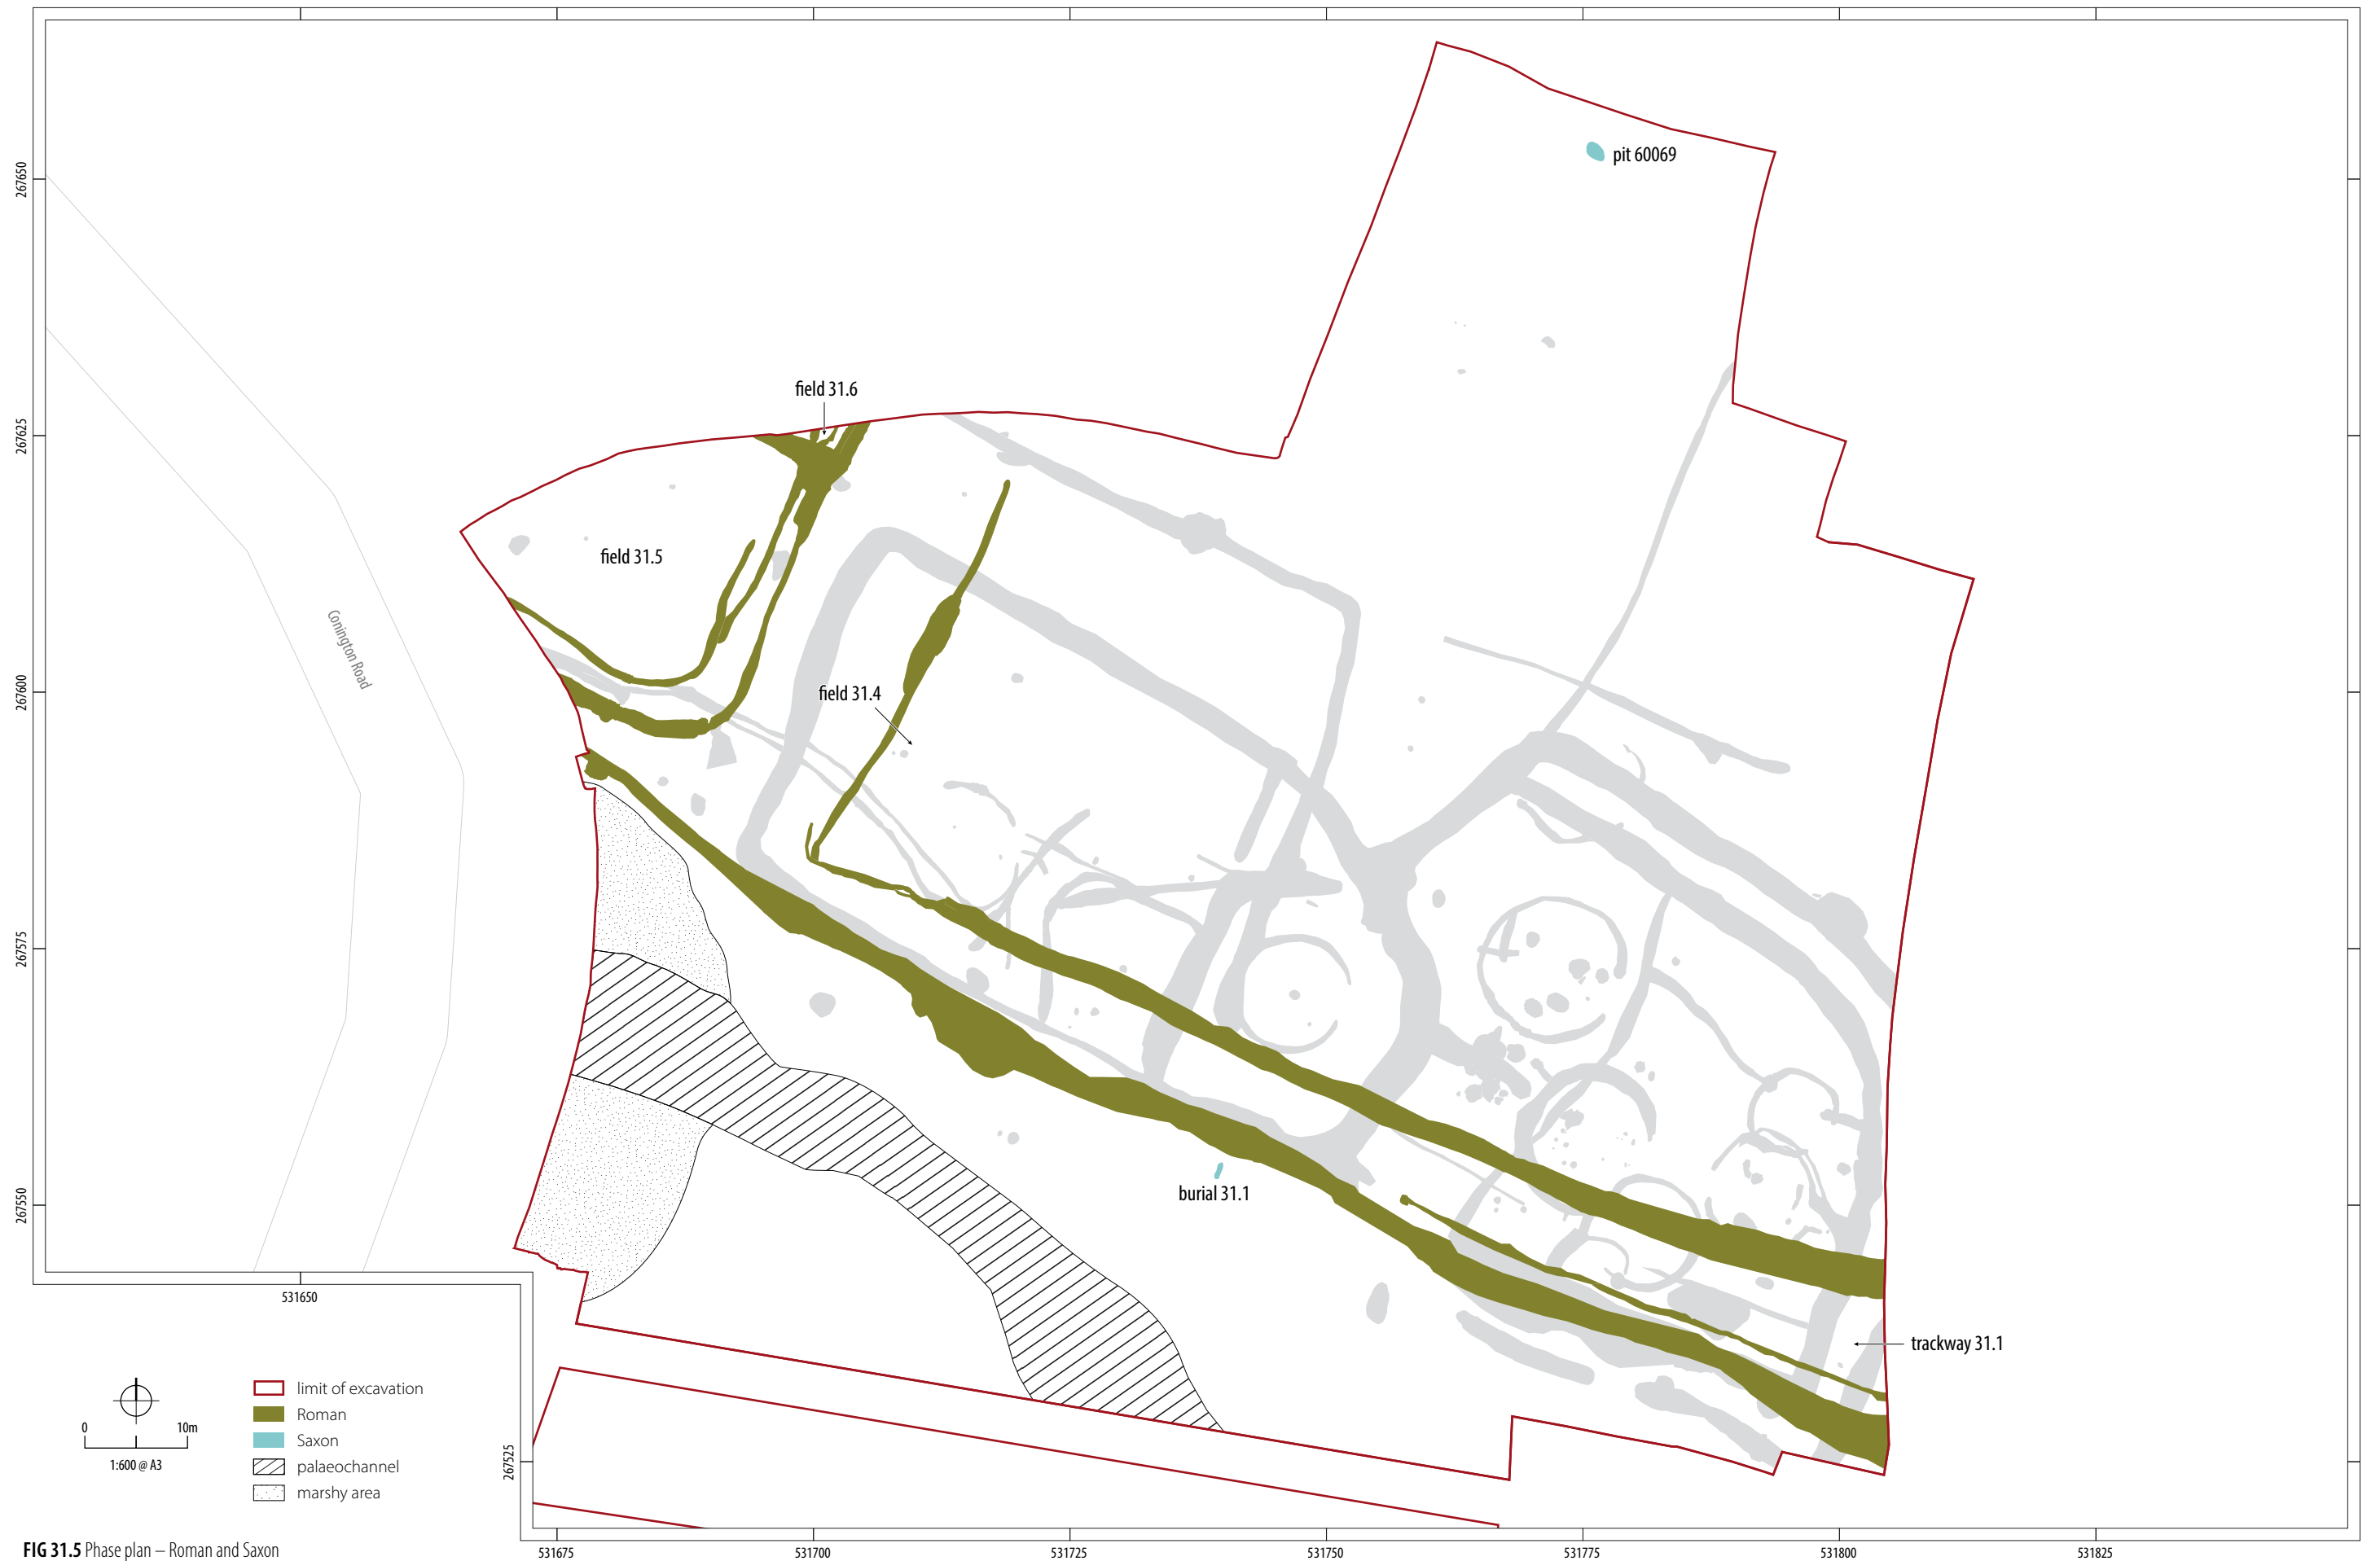 267650
267625
267600
267575
267550
267525
pit 60069
field 31.6
field 31.5
Conington Road
field 31.4
burial 31.1
trackway 31.1
531650
0 10m
1:600 @ A3
limit of excavation
Roman
Saxon
palaeochannel
marshy area
531675 531700 531725 531750 531775 531800 531825
FIG 31.5 Phase plan – Roman and Saxon